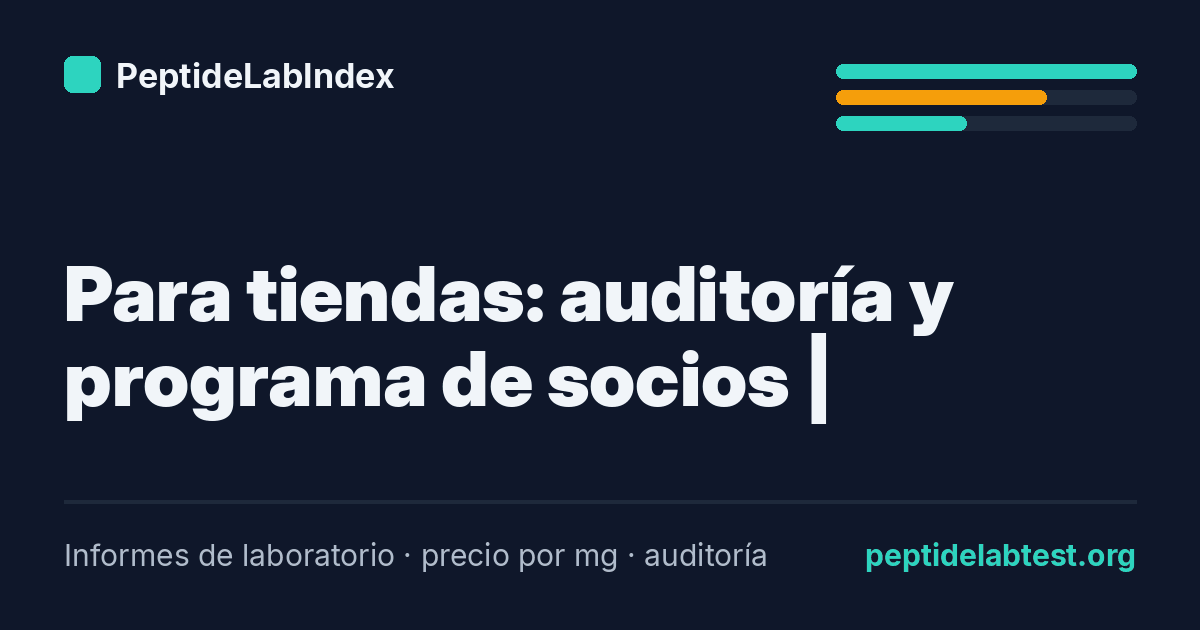 PeptideLabIndex
Para tiendas: auditoría y
programa de socios |
Informes de laboratorio · precio por mg · auditoría
peptidelabtest.org